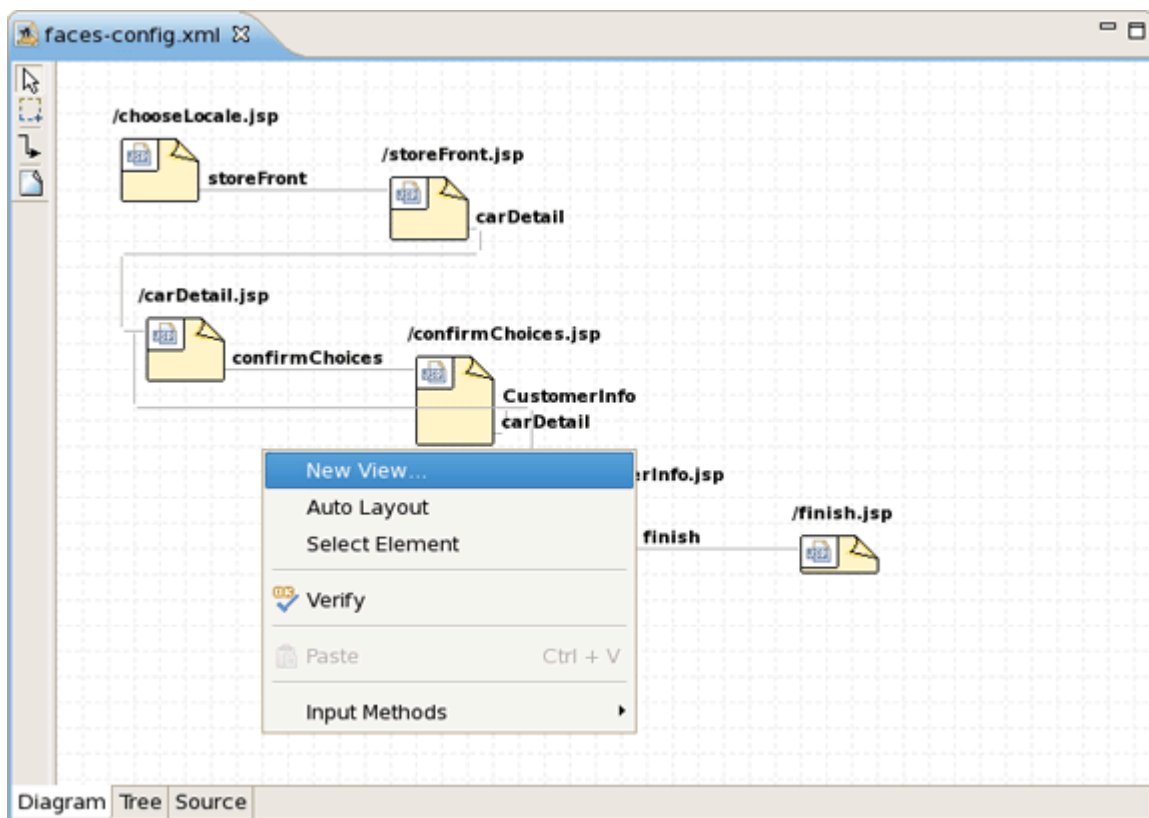 faces-config.xml
/chooseLocale.jsp
storeFront
/storeFront.jsp
carDetail
/carDetail.jsp
confirmChoices
/confirmChoices.jsp
CustomerInfo
carDetail
erInfo.jsp
finish
/finish.jsp
New View...
Auto Layout
Select Element
Verify
Paste Ctrl + V
Input Methods
Diagram Tree Source